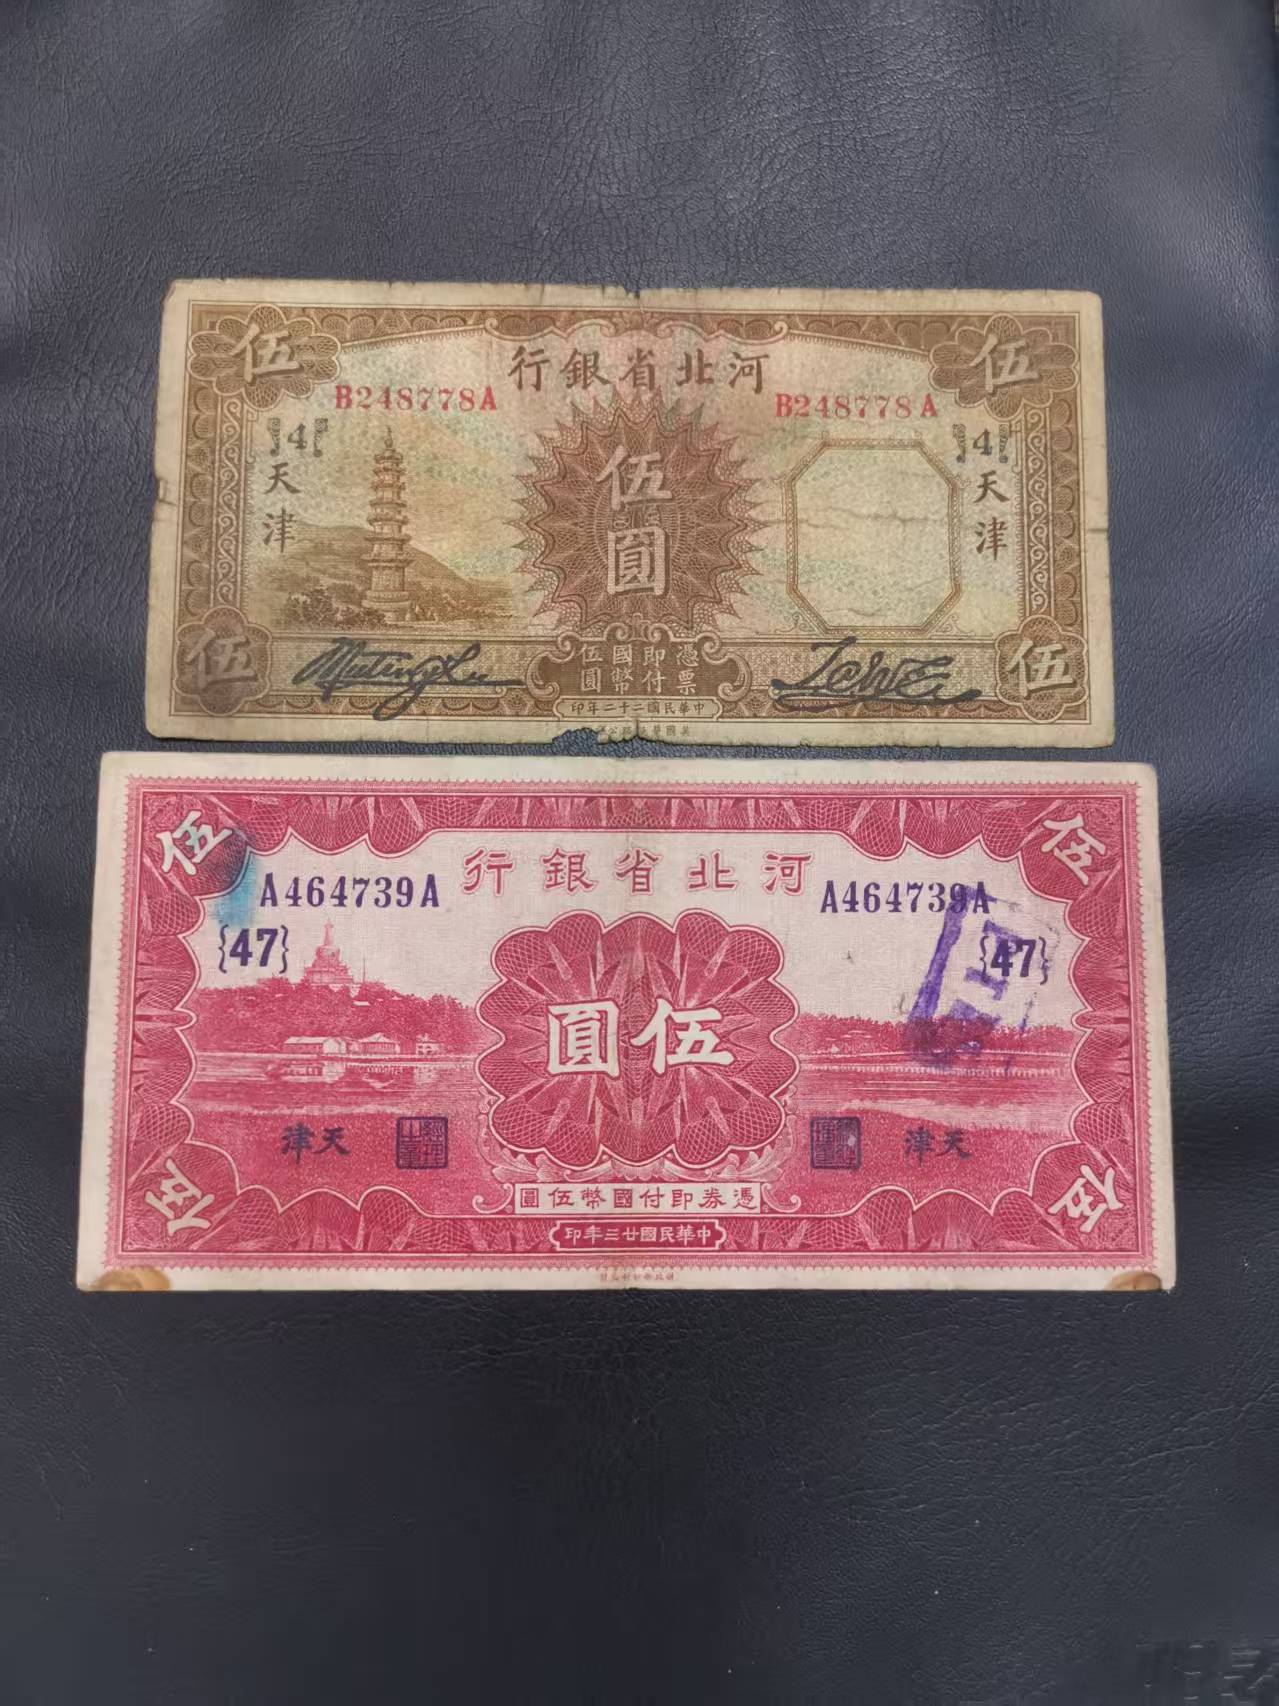 河北省銀行
伍
伍
B248778A
B248778A
4
4
天津
天津
伍圓
憑票即付國幣伍圓
伍
伍
中華民國二十二年印
河北省銀行
伍
伍
A464739A
A464739A
{47}
{47}
伍圓
天津
天津
憑券即付國幣伍圓
伍
伍
中華民國廿三年印